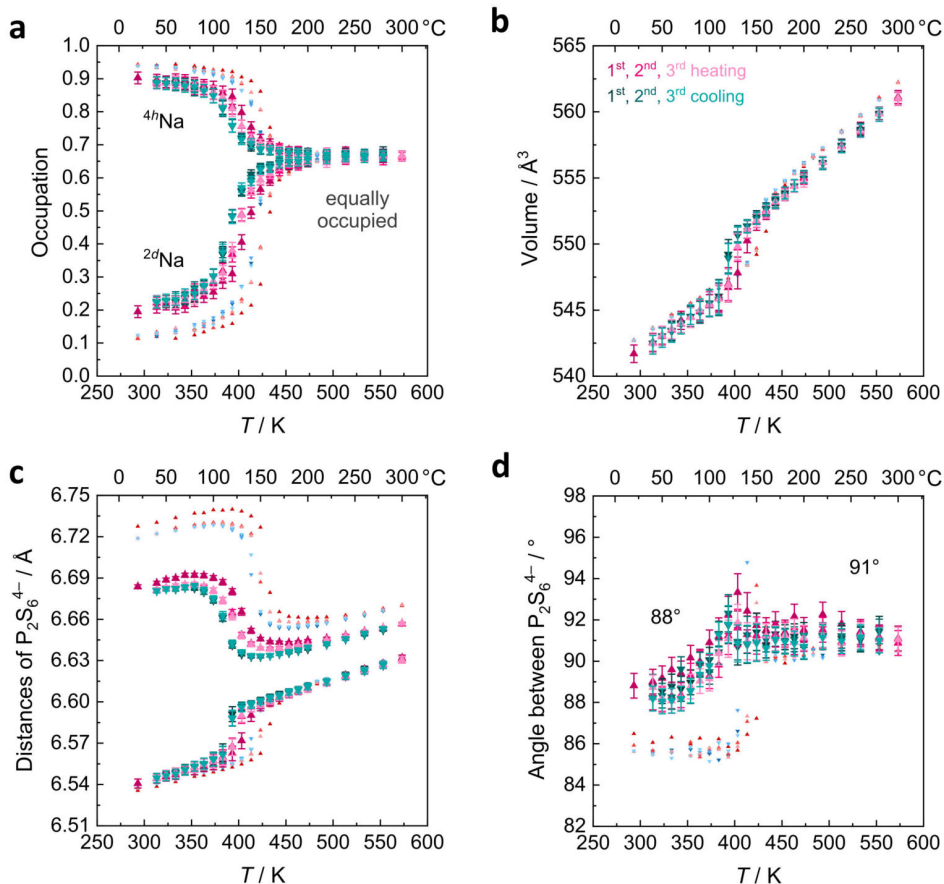 a
0 50 100 150 200 250 300 °C
1.0
0.9
0.8
0.7
0.6
0.5
0.4
0.3
0.2
0.1
0.0
Occupation
4hNa
2dNa
equally
occupied
250 300 350 400 450 500 550 600
T / K
b
0 50 100 150 200 250 300 °C
565
560
555
550
545
540
Volume / Å³
1st, 2nd, 3rd heating
1st, 2nd, 3rd cooling
250 300 350 400 450 500 550 600
T / K
c
0 50 100 150 200 250 300 °C
6.75
6.72
6.69
6.66
6.63
6.60
6.57
6.54
6.51
Distances of P₂S₆⁴⁻ / Å
250 300 350 400 450 500 550 600
T / K
d
0 50 100 150 200 250 300 °C
98
96
94
92
90
88
86
84
82
Angle between P₂S₆⁴⁻ / °
88°
91°
250 300 350 400 450 500 550 600
T / K